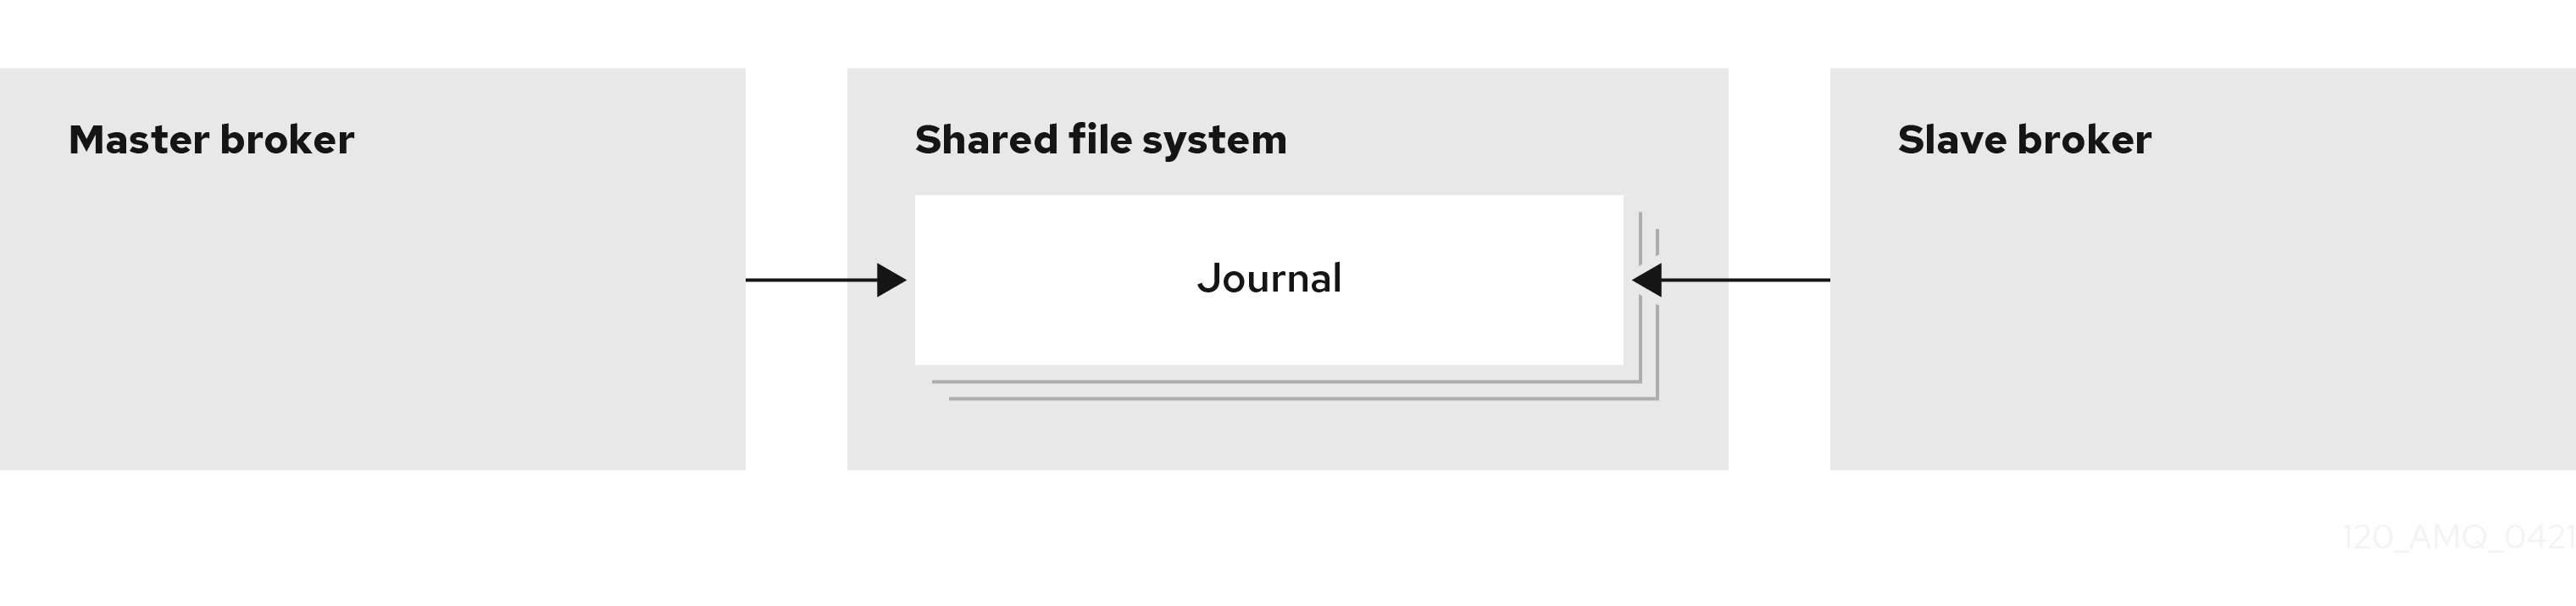 Master broker
Shared file system
Slave broker
Journal
120_AMQ_0421